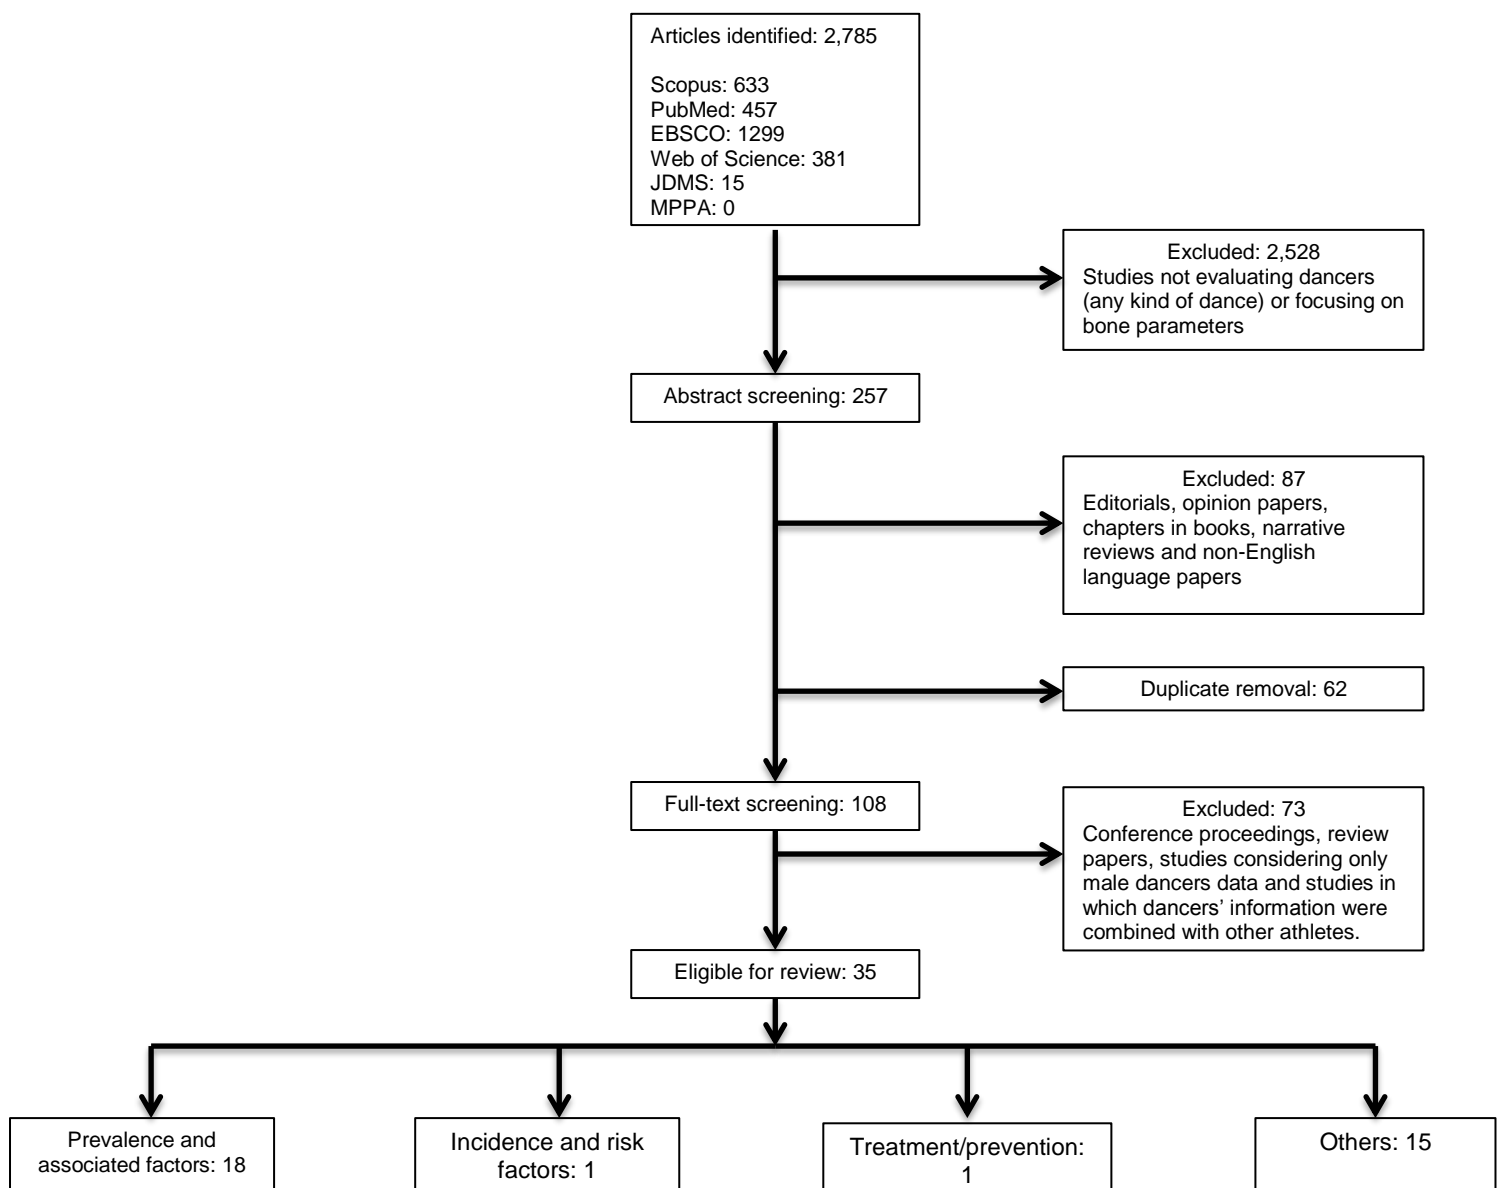 Articles identified: 2,785
Scopus: 633
PubMed: 457
EBSCO: 1299
Web of Science: 381
JDMS: 15
MPPA: 0
Excluded: 2,528
Studies not evaluating dancers
(any kind of dance) or focusing on
bone parameters
Abstract screening: 257
Excluded: 87
Editorials, opinion papers,
chapters in books, narrative
reviews and non-English
language papers
Duplicate removal: 62
Full-text screening: 108
Excluded: 73
Conference proceedings, review
papers, studies considering only
male dancers data and studies in
which dancers’ information were
combined with other athletes.
Eligible for review: 35
Prevalence and
associated factors: 18
Incidence and risk
factors: 1
Treatment/prevention:
1
Others: 15